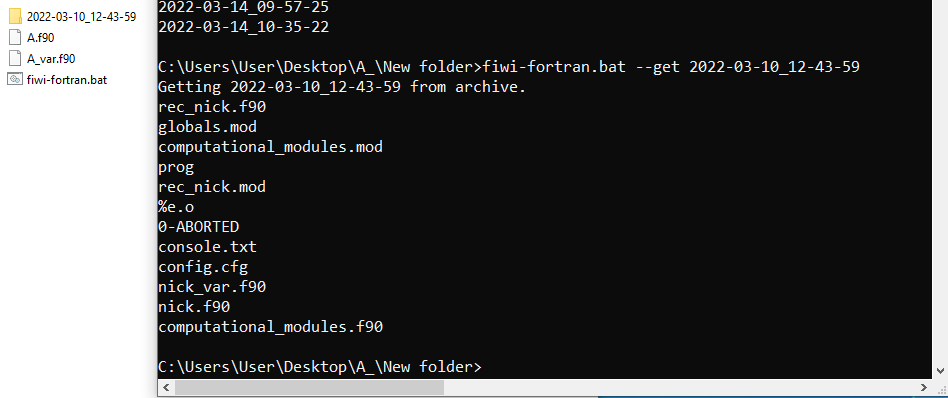 2022-03-10_12-43-59
A.f90
A_var.f90
fiwi-fortran.bat
2022-03-14_09-57-25
2022-03-14_10-35-22
C:\Users\User\Desktop\A_\New folder>fiwi-fortran.bat --get 2022-03-10_12-43-59
Getting 2022-03-10_12-43-59 from archive.
rec_nick.f90
globals.mod
computational_modules.mod
prog
rec_nick.mod
%e.o
0-ABORTED
console.txt
config.cfg
nick_var.f90
nick.f90
computational_modules.f90
C:\Users\User\Desktop\A_\New folder>